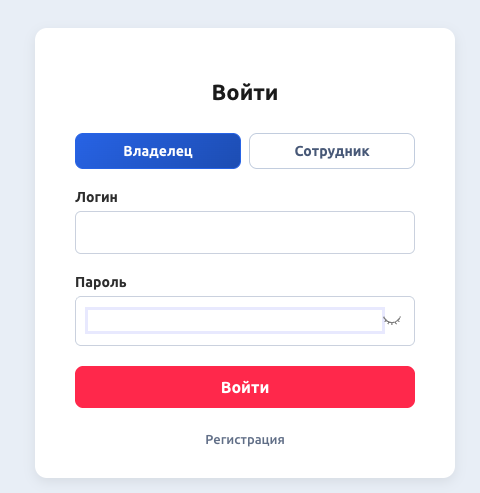 Войти
Владелец
Сотрудник
Логин
Пароль
Войти
Регистрация